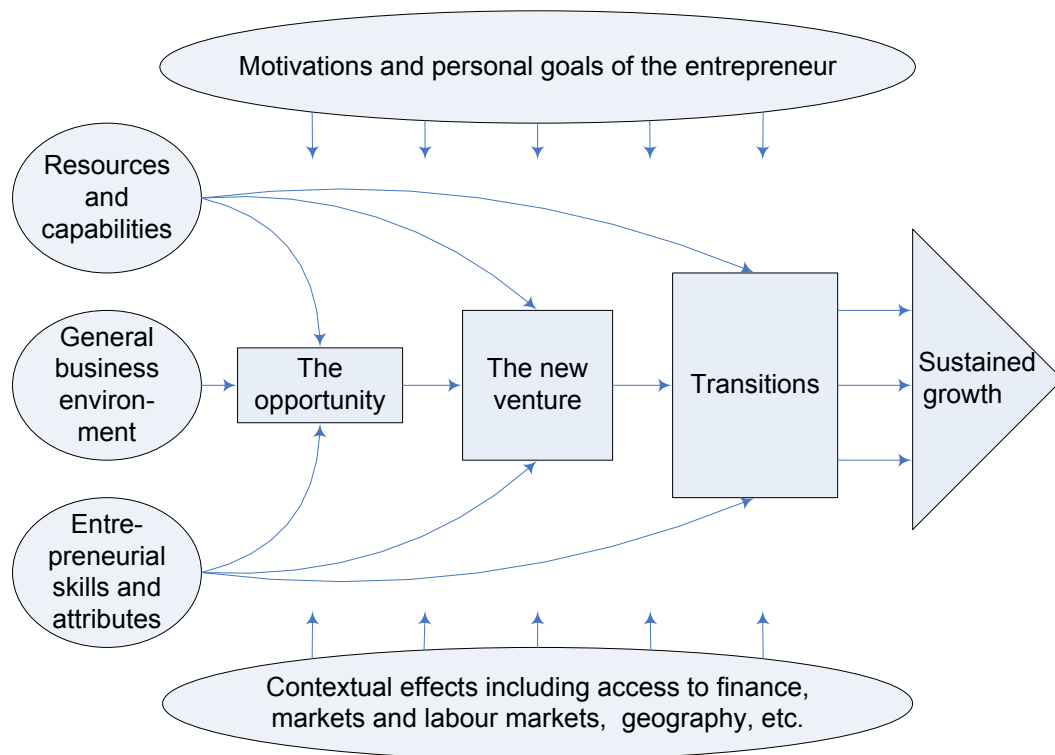 Motivations and personal goals of the entrepreneur
Resources
and
capabilities
General
business
environ-
ment
Entre-
preneurial
skills and
attributes
The
opportunity
The new
venture
Transitions
Sustained
growth
Contextual effects including access to finance,
markets and labour markets,  geography, etc.